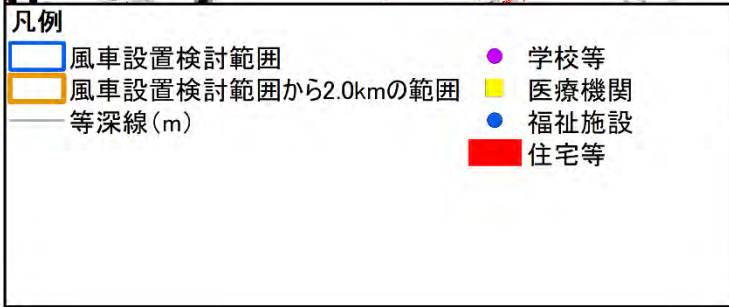 凡例
風車設置検討範囲
風車設置検討範囲から2.0kmの範囲
等深線(m)
学校等
医療機関
福祉施設
住宅等